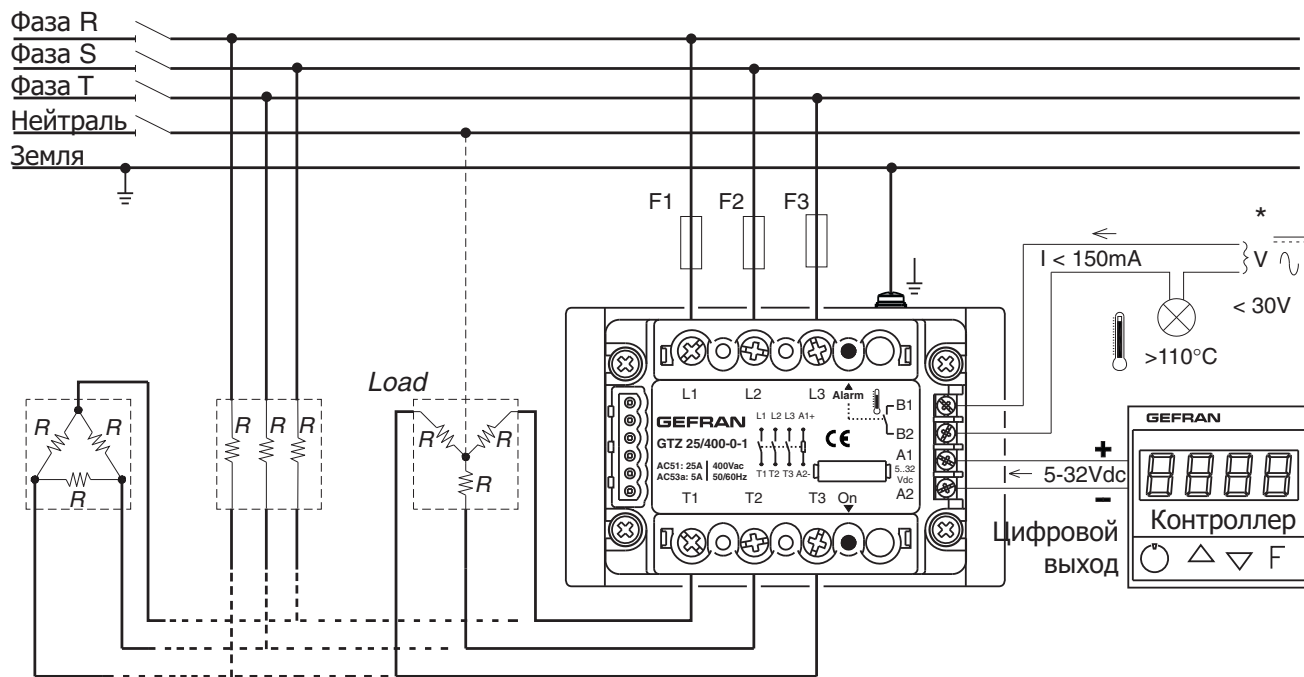 Фаза R
Фаза S
Фаза T
Нейтраль
Земля
F1 F2 F3
*
I < 150mA
V
< 30V
>110°C
Load
R R R
R R R
R R R
L1 L2 L3 Alarm
B1
B2
A1
5..32
Vdc
A2
GEFRAN
GTZ 25/400-0-1
AC51: 25A 400Vac
AC53a: 5A 50/60Hz
L1 L2 L3 A1+
T1 T2 T3 A2-
CE
T1 T2 T3 On
+
5-32Vdc
–
Цифровой
выход
GEFRAN
8888
Контроллер
F